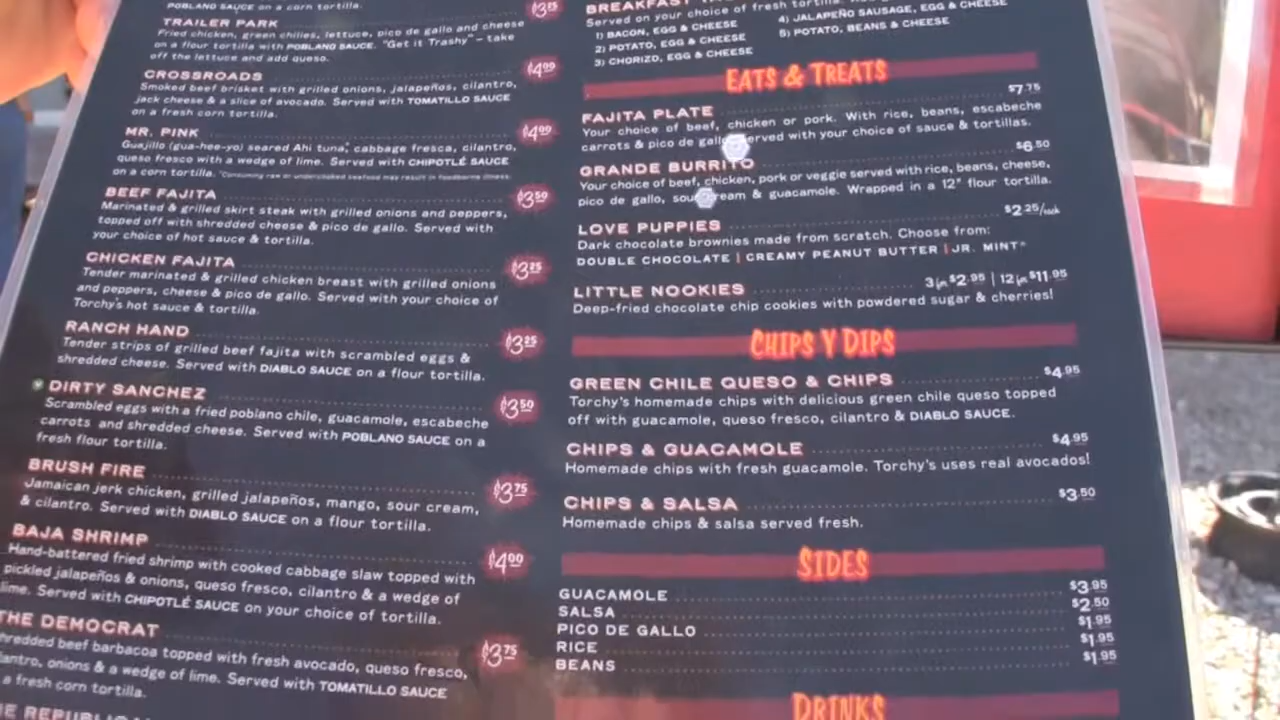 POBLANO SAUCE on a corn tortilla.
$3.25
TRAILER PARK
Fried chicken, green chilies, lettuce, pico de gallo and cheese
on a flour tortilla with POBLANO SAUCE. "Get it Trashy" – take
off the lettuce and add queso.
CROSSROADS $4.00
Smoked beef brisket with grilled onions, jalapeños, cilantro,
jack cheese & a slice of avocado. Served with TOMATILLO SAUCE
on a fresh corn tortilla.
MR. PINK $4.00
Guajillo (gua-hee-yo) seared Ahi tuna, cabbage fresca, cilantro,
queso fresco with a wedge of lime. Served with CHIPOTLÉ SAUCE
on a corn tortilla. *Consuming raw or undercooked seafood may result in foodborne illness.
BEEF FAJITA $3.50
Marinated & grilled skirt steak with grilled onions and peppers,
topped off with shredded cheese & pico de gallo. Served with
your choice of hot sauce & tortilla.
CHICKEN FAJITA $3.25
Tender marinated & grilled chicken breast with grilled onions
and peppers, cheese & pico de gallo. Served with your choice of
Torchy's hot sauce & tortilla.
RANCH HAND $3.25
Tender strips of grilled beef fajita with scrambled eggs &
shredded cheese. Served with DIABLO SAUCE on a flour tortilla.
DIRTY SANCHEZ $3.50
Scrambled eggs with a fried poblano chile, guacamole, escabeche
carrots and shredded cheese. Served with POBLANO SAUCE on a
fresh flour tortilla.
BRUSH FIRE $3.75
Jamaican jerk chicken, grilled jalapeños, mango, sour cream,
& cilantro. Served with DIABLO SAUCE on a flour tortilla.
BAJA SHRIMP $4.00
Hand-battered fried shrimp with cooked cabbage slaw topped with
pickled jalapeños & onions, queso fresco, cilantro & a wedge of
lime. Served with CHIPOTLÉ SAUCE on your choice of tortilla.
THE DEMOCRAT $3.75
shredded beef barbacoa topped with fresh avocado, queso fresco,
cilantro, onions & a wedge of lime. Served with TOMATILLO SAUCE
a fresh corn tortilla.
BREAKFAST
Served on your choice of fresh tortilla.
1) BACON, EGG & CHEESE
2) POTATO, EGG & CHEESE
3) CHORIZO, EGG & CHEESE
4) JALAPEÑO SAUSAGE, EGG & CHEESE
5) POTATO, BEANS & CHEESE
EATS & TREATS
FAJITA PLATE $7.75
Your choice of beef, chicken or pork. With rice, beans, escabeche
carrots & pico de gallo. Served with your choice of sauce & tortillas.
GRANDE BURRITO $6.50
Your choice of beef, chicken, pork or veggie served with rice, beans, cheese,
pico de gallo, sour cream & guacamole. Wrapped in a 12" flour tortilla.
LOVE PUPPIES $2.25/each
Dark chocolate brownies made from scratch. Choose from:
DOUBLE CHOCOLATE | CREAMY PEANUT BUTTER | JR. MINT®
LITTLE NOOKIES 3 for $2.95 | 12 for $11.95
Deep-fried chocolate chip cookies with powdered sugar & cherries!
CHIPS Y DIPS
GREEN CHILE QUESO & CHIPS $4.95
Torchy's homemade chips with delicious green chile queso topped
off with guacamole, queso fresco, cilantro & DIABLO SAUCE.
CHIPS & GUACAMOLE $4.95
Homemade chips with fresh guacamole. Torchy's uses real avocados!
CHIPS & SALSA $3.50
Homemade chips & salsa served fresh.
SIDES
GUACAMOLE $3.95
SALSA $2.50
PICO DE GALLO $1.95
RICE $1.95
BEANS $1.95
DRINKS